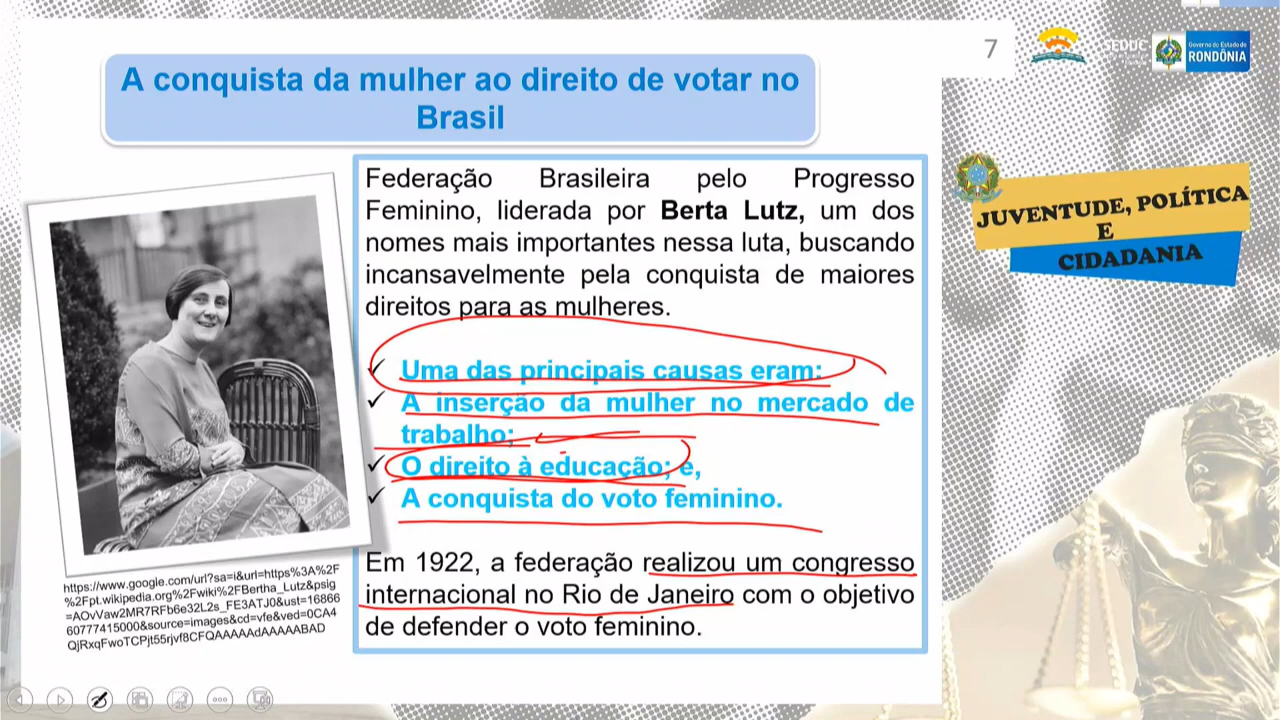 7
SEDUC
Governo do Estado de
RONDÔNIA
A conquista da mulher ao direito de votar no
Brasil
Federação Brasileira pelo Progresso
Feminino, liderada por Berta Lutz, um dos
nomes mais importantes nessa luta, buscando
incansavelmente pela conquista de maiores
direitos para as mulheres.
✓ Uma das principais causas eram:
✓ A inserção da mulher no mercado de
trabalho;
✓ O direito à educação; e,
✓ A conquista do voto feminino.
Em 1922, a federação realizou um congresso
internacional no Rio de Janeiro com o objetivo
de defender o voto feminino.
https://www.google.com/url?sa=i&url=https%3A%2F
%2Fpt.wikipedia.org%2Fwiki%2FBertha_Lutz&psig
=AOvVaw2MR7RFb6e32L2s_FE3ATJ0&ust=16866
60777415000&source=images&cd=vfe&ved=0CA4
QjRxqFwoTCPjt55rjvf8CFQAAAAAdAAAAABAD
JUVENTUDE, POLÍTICA
E
CIDADANIA